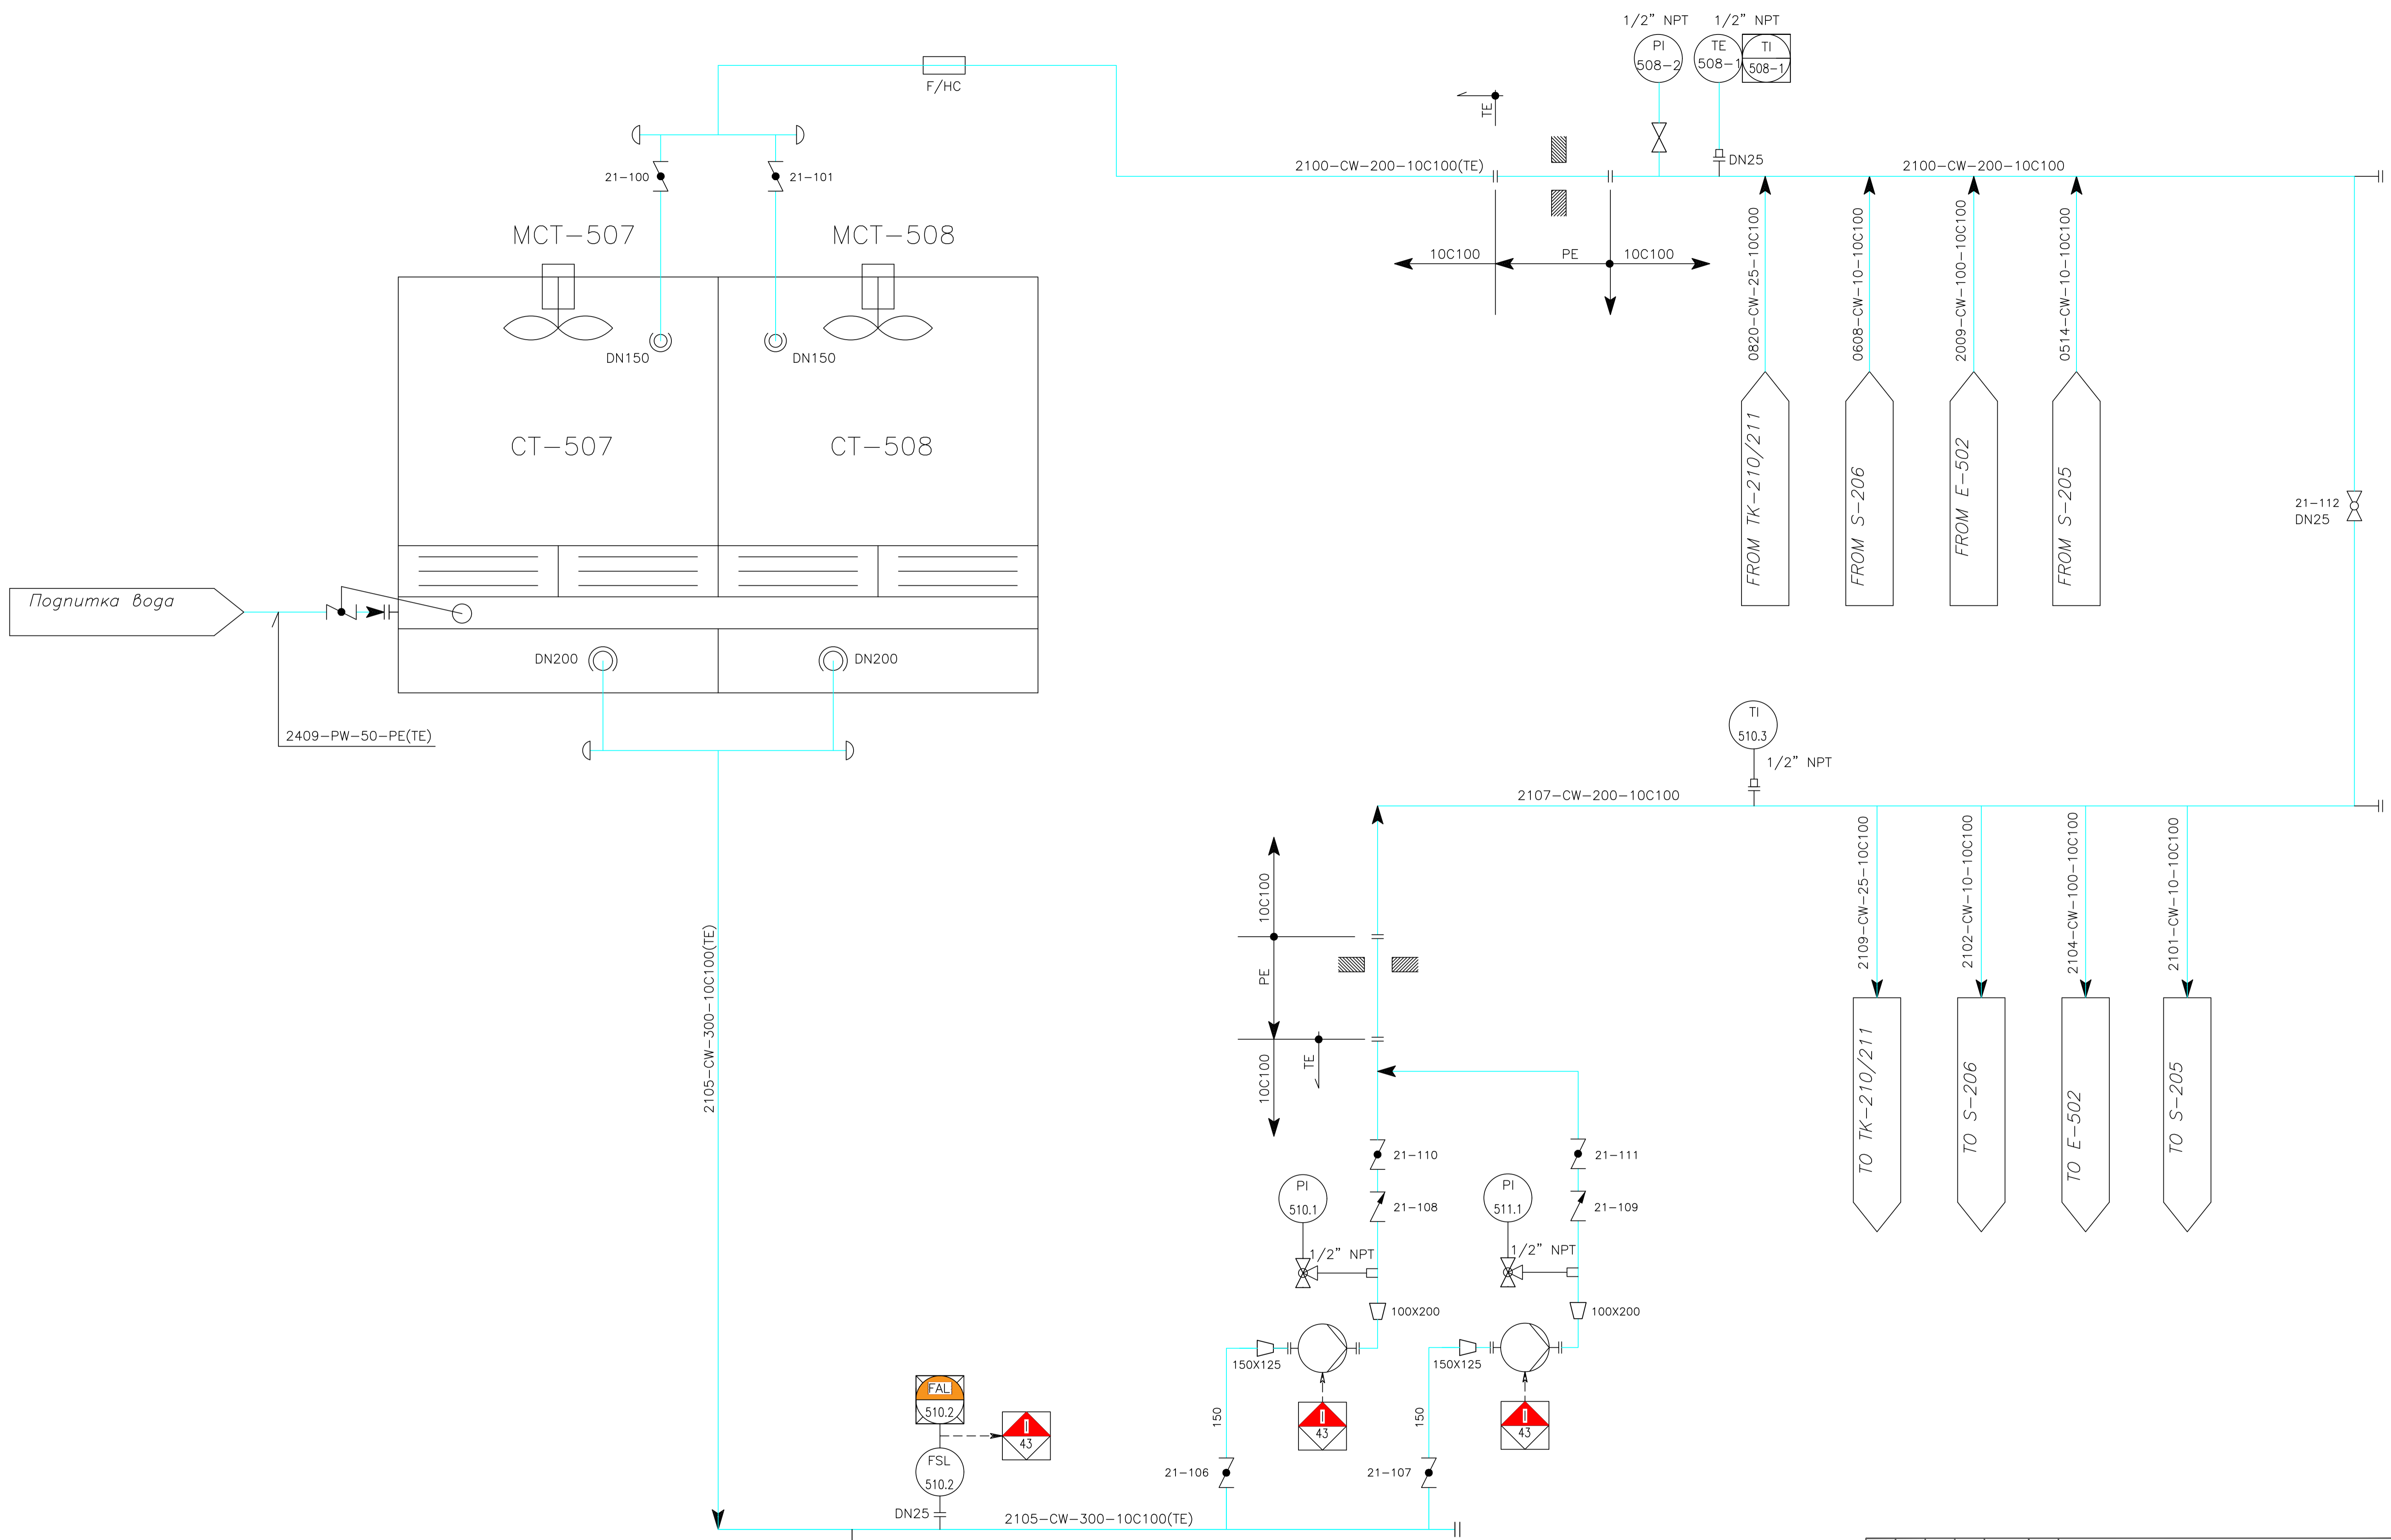 1/2" NPT
1/2" NPT
PI
508-2
TE
508-1
TI
508-1
F/HC
TE
2100-CW-200-10C100(TE)
DN25
2100-CW-200-10C100
21-100
21-101
MCT-507
MCT-508
10C100
PE
10C100
0820-CW-25-10C100
0608-CW-10-10C100
2009-CW-100-10C100
0514-CW-10-10C100
DN150
DN150
CT-507
CT-508
FROM TK-210/211
FROM S-206
FROM E-502
FROM S-205
21-112
DN25
Подпитка вода
DN200
DN200
2409-PW-50-PE(TE)
TI
510.3
1/2" NPT
2107-CW-200-10C100
2105-CW-300-10C100(TE)
10C100
PE
10C100
TE
2109-CW-25-10C100
2102-CW-10-10C100
2104-CW-100-10C100
2101-CW-10-10C100
TO TK-210/211
TO S-206
TO E-502
TO S-205
21-110
21-111
PI
510.1
21-108
PI
511.1
21-109
1/2" NPT
1/2" NPT
100X200
100X200
150X125
150X125
FAL
510.2
I
43
I
43
I
43
150
150
FSL
510.2
21-106
21-107
DN25
2105-CW-300-10C100(TE)